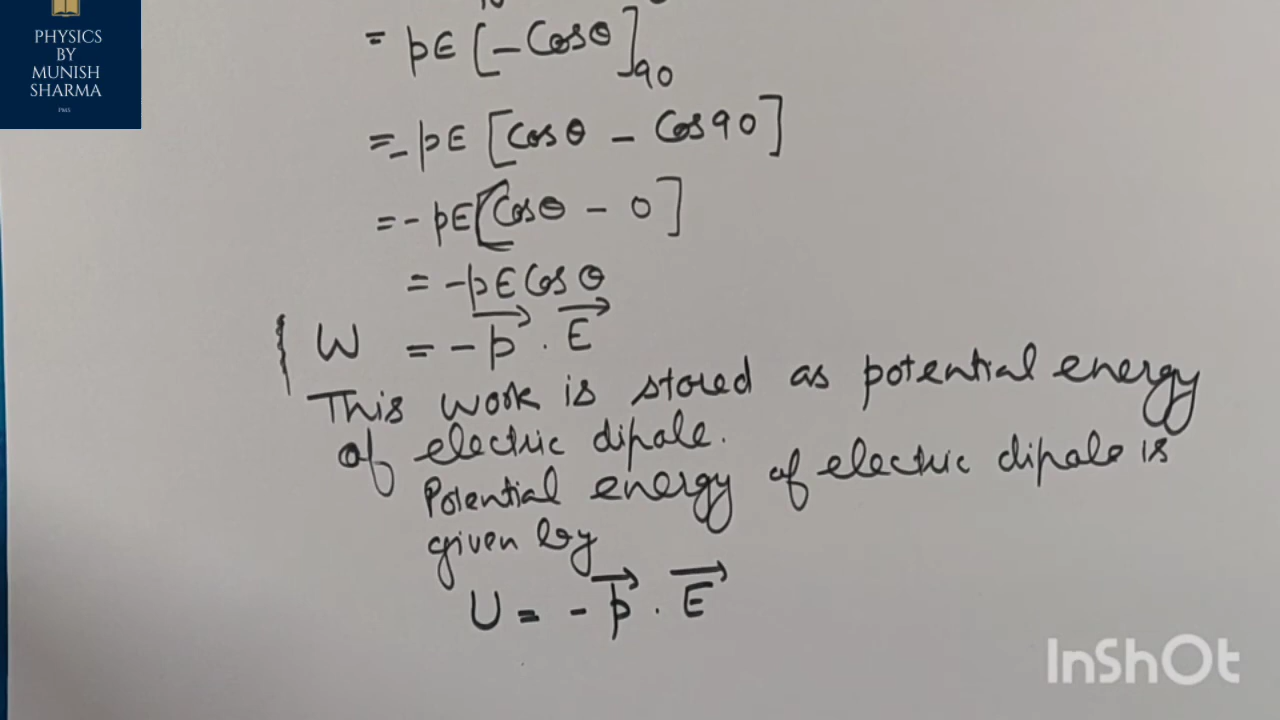 PHYSICS
BY
MUNISH
SHARMA
= pE [-Cosθ]90
=- pE [Cosθ - Cos90]
= - pE[Cosθ - 0]
= -pE Cos θ
W = - p⃗ . E⃗
This work is stored as potential energy
of electric dipole.
Potential energy of electric dipole is
given by
U = - p⃗ . E⃗
InShOt